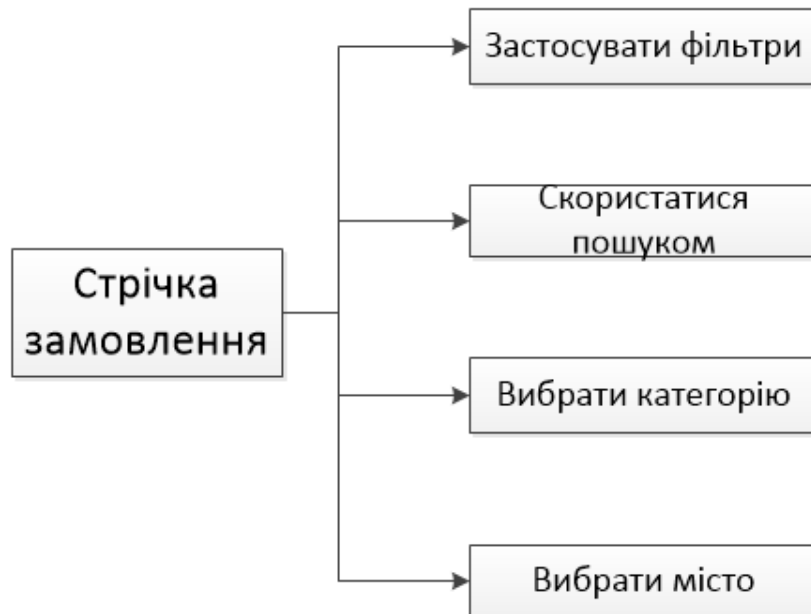 Застосувати фільтри
Скористатися
пошуком
Стрічка
замовлення
Вибрати категорію
Вибрати місто